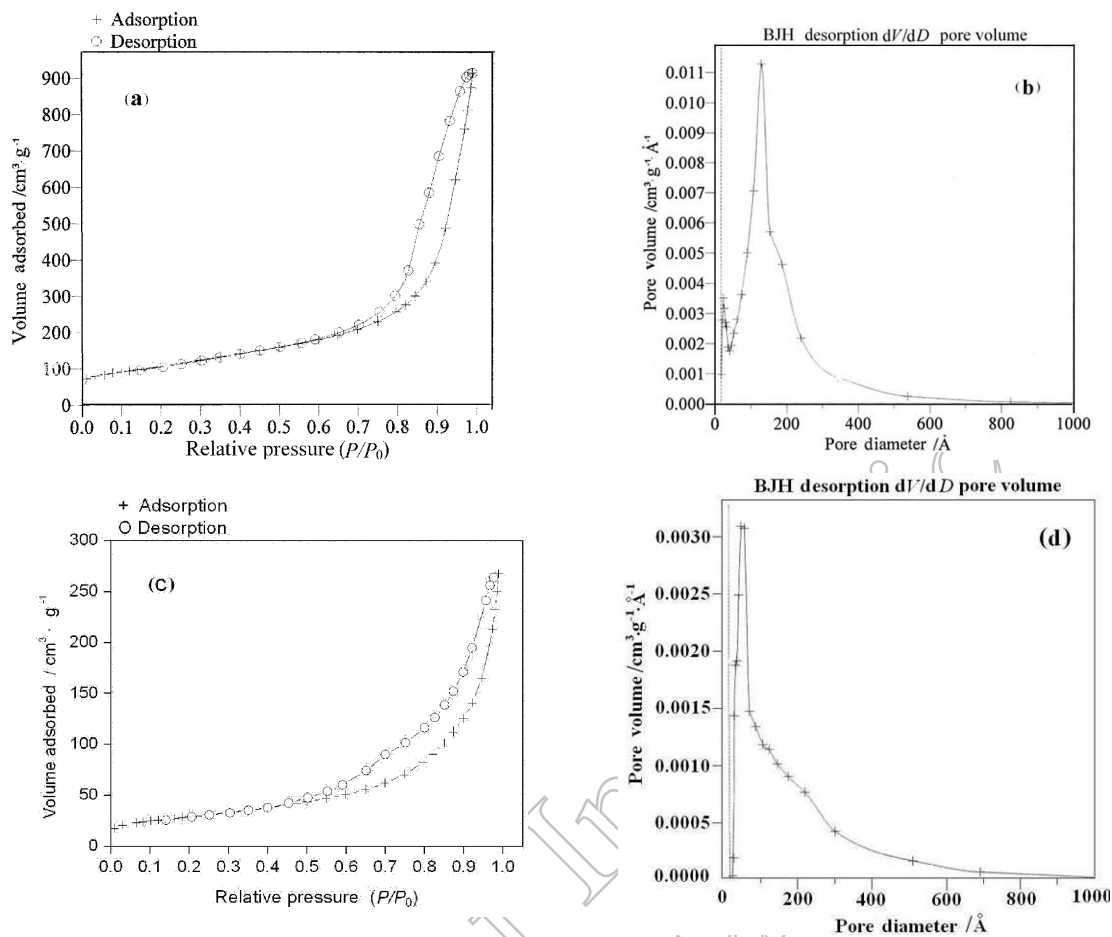 + Adsorption
○ Desorption
(a)
Volume adsorbed /cm³·g⁻¹
900
800
700
600
500
400
300
200
100
0
0.0 0.1 0.2 0.3 0.4 0.5 0.6 0.7 0.8 0.9 1.0
Relative pressure (P/P₀)
BJH desorption dV/dD pore volume
(b)
Pore volume /cm³·g⁻¹·Å⁻¹
0.011
0.010
0.009
0.008
0.007
0.006
0.005
0.004
0.003
0.002
0.001
0.000
0 200 400 600 800 1000
Pore diameter /Å
+ Adsorption
○ Desorption
(c)
Volume adsorbed / cm³ · g⁻¹
300
250
200
150
100
50
0
0.0 0.1 0.2 0.3 0.4 0.5 0.6 0.7 0.8 0.9 1.0
Relative pressure (P/P₀)
BJH desorption dV/dD pore volume
(d)
Pore volume /cm³·g⁻¹·Å⁻¹
0.0030
0.0025
0.0020
0.0015
0.0010
0.0005
0.0000
0 200 400 600 800 1000
Pore diameter /Å